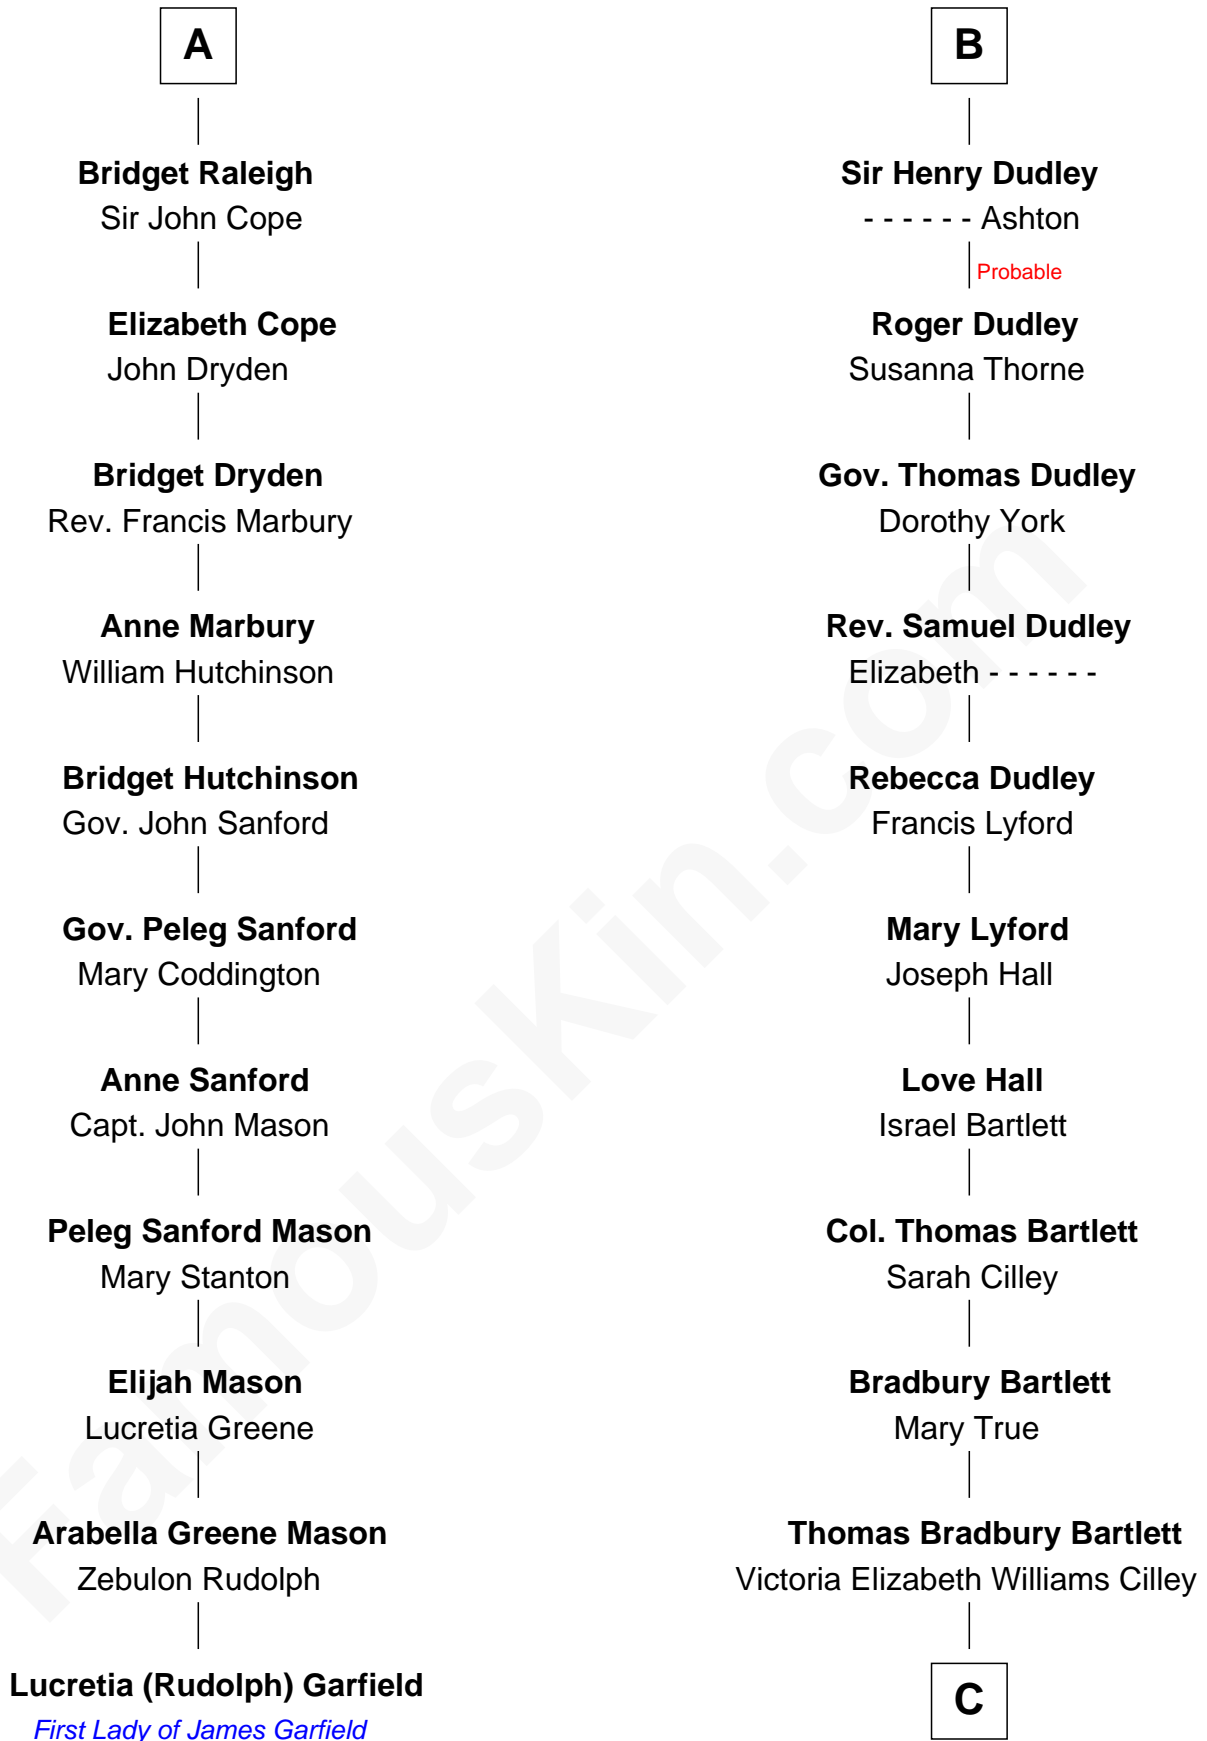 A
Bridget Raleigh
Sir John Cope
Elizabeth Cope
John Dryden
Bridget Dryden
Rev. Francis Marbury
Anne Marbury
William Hutchinson
Bridget Hutchinson
Gov. John Sanford
Gov. Peleg Sanford
Mary Coddington
Anne Sanford
Capt. John Mason
Peleg Sanford Mason
Mary Stanton
Elijah Mason
Lucretia Greene
Arabella Greene Mason
Zebulon Rudolph
Lucretia (Rudolph) Garfield
First Lady of James Garfield
B
Sir Henry Dudley
- - - - - - Ashton
Probable
Roger Dudley
Susanna Thorne
Gov. Thomas Dudley
Dorothy York
Rev. Samuel Dudley
Elizabeth - - - - - -
Rebecca Dudley
Francis Lyford
Mary Lyford
Joseph Hall
Love Hall
Israel Bartlett
Col. Thomas Bartlett
Sarah Cilley
Bradbury Bartlett
Mary True
Thomas Bradbury Bartlett
Victoria Elizabeth Williams Cilley
C
FamousKin.com